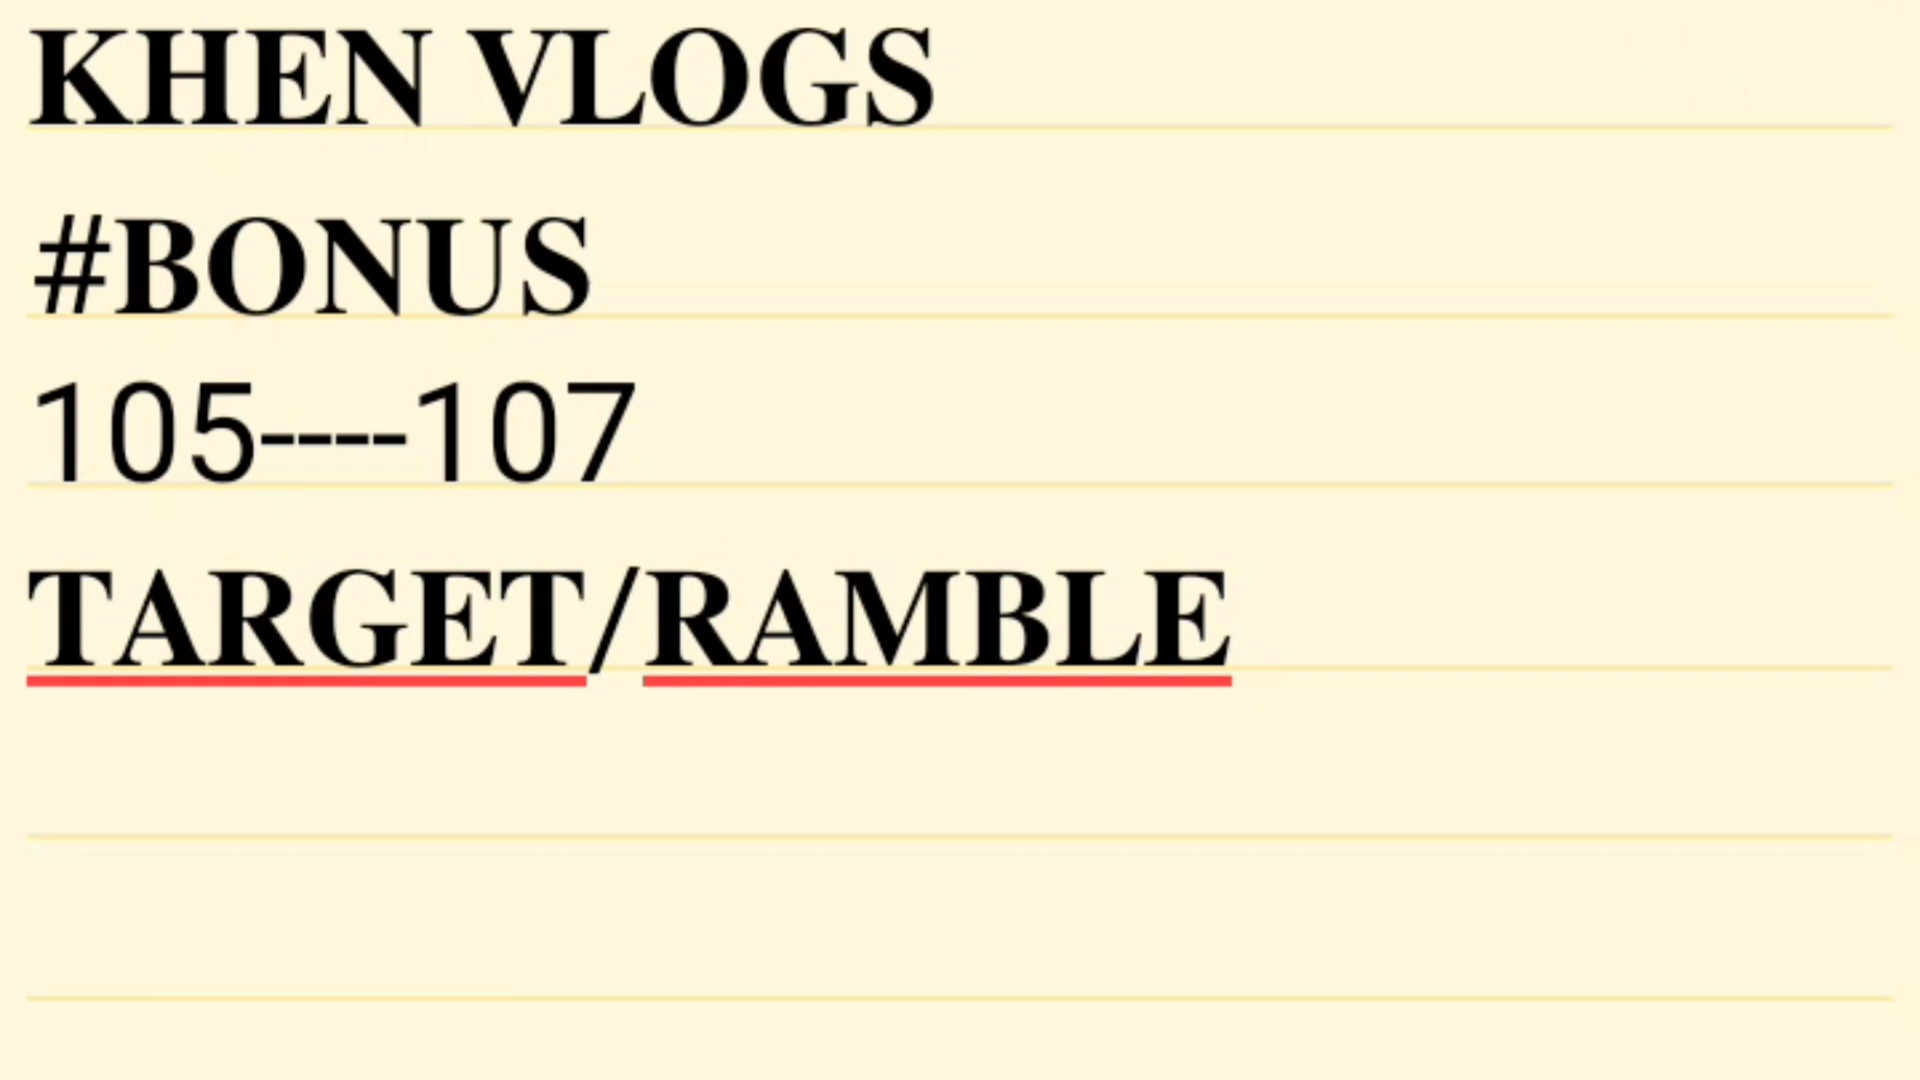 KHEN VLOGS
#BONUS
105----107
TARGET/RAMBLE